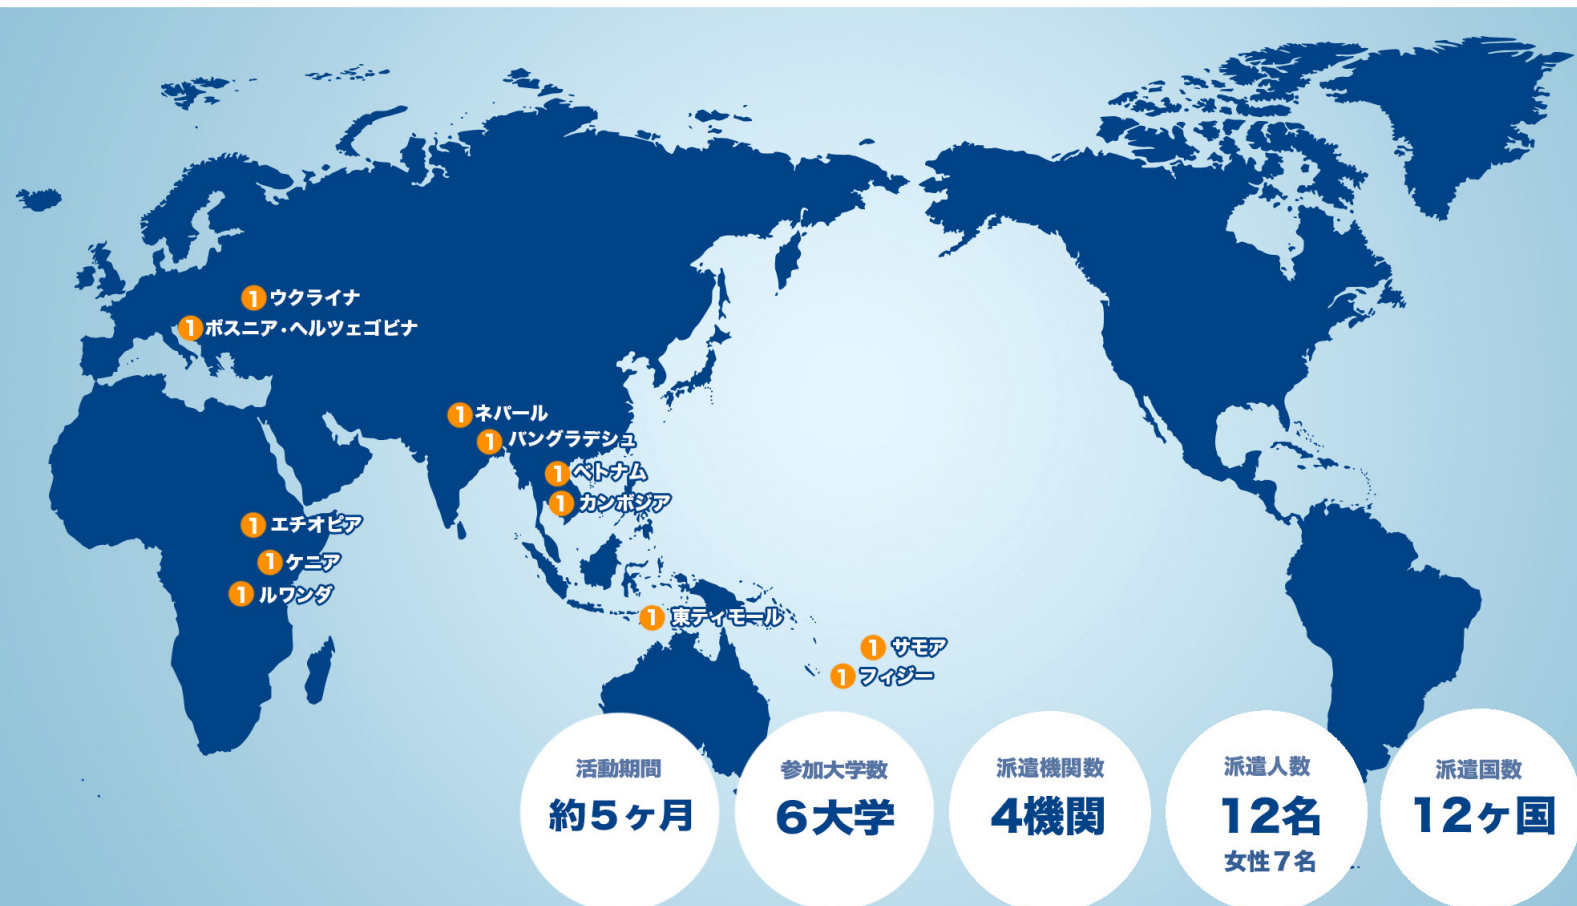 1 ウクライナ
1 ボスニア・ヘルツェゴビナ
1 ネパール
1 バングラデシュ
1 ベトナム
1 カンボジア
1 エチオピア
1 ケニア
1 ルワンダ
1 東ティモール
1 サモア
1 フィジー
活動期間
約5ヶ月
参加大学数
6大学
派遣機関数
4機関
派遣人数
12名
女性7名
派遣国数
12ヶ国